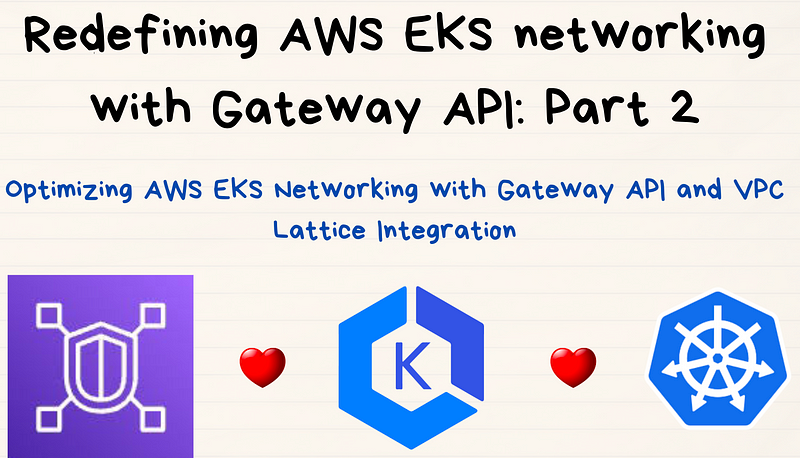 Redefining AWS EKS networking
with Gateway API: Part 2
Optimizing AWS EKS Networking with Gateway API and VPC
Lattice Integration
K